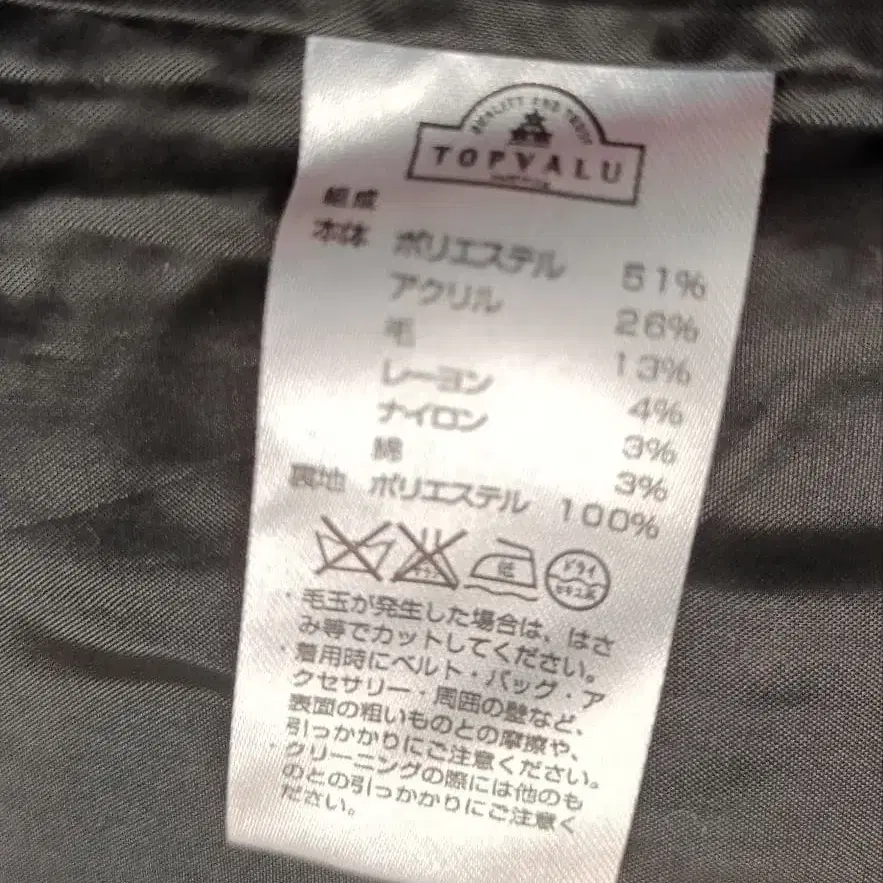 QUALITY AND TRUST
TOPVALU
組成
本体 ポリエステル 51%
アクリル 26%
毛 13%
レーヨン 4%
ナイロン 3%
綿 3%
裏地 ポリエステル 100%
低 ドライ
セキユ系
・毛玉が発生した場合は、はさ
み等でカットしてください。
・着用時にベルト・バッグ・ア
クセサリー・周囲の壁など、
表面の粗いものとの摩擦や、
引っかかりにご注意ください。
・クリーニングの際には他のも
のとの引っかかりにご注意く
ださい。